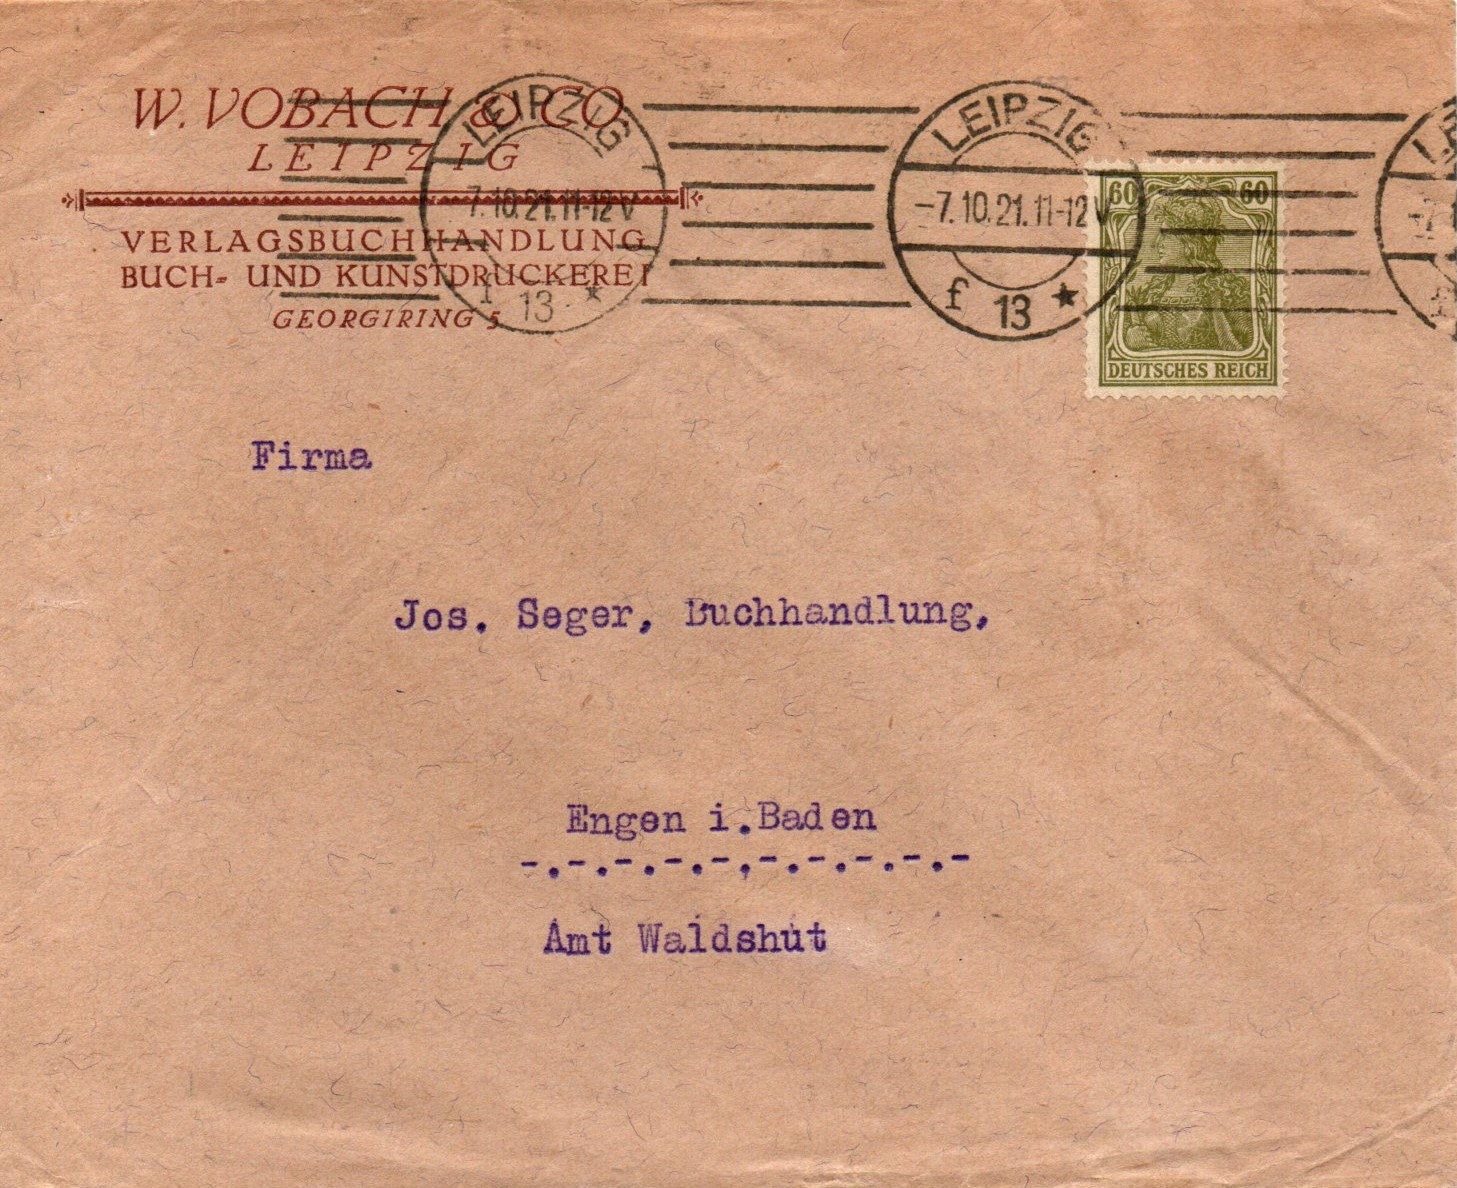 W. VOBACH & CO.
LEIPZIG
VERLAGSBUCHHANDLUNG
BUCH- UND KUNSTDRUCKEREI
GEORGIRING 5
LEIPZIG
7.10.21.11-12 V
f 13 *
LEIPZIG
-7.10.21.11-12 V
f 13 *
60 60
DEUTSCHES REICH
Firma
Jos. Seger, Buchhandlung,
Engen i.Baden
-.-.-.-.-.-.-.-.-.-
Amt Waldshut